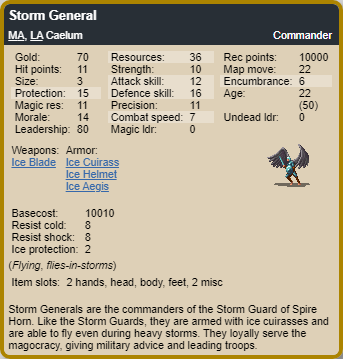 Storm General
MA, LA Caelum Commander
Gold: 70 Resources: 36 Rec points: 10000
Hit points: 11 Strength: 10 Map move: 22
Size: 3 Attack skill: 12 Encumbrance: 6
Protection: 15 Defence skill: 16 Age: 22
Magic res: 11 Precision: 11 (50)
Morale: 14 Combat speed: 7 Undead ldr: 0
Leadership: 80 Magic ldr: 0
Weapons: Armor:
Ice Blade Ice Cuirass
Ice Helmet
Ice Aegis
Basecost: 10010
Resist cold: 8
Resist shock: 8
Ice protection: 2
(Flying, flies-in-storms)
Item slots: 2 hands, head, body, feet, 2 misc
Storm Generals are the commanders of the Storm Guard of Spire
Horn. Like the Storm Guards, they are armed with ice cuirasses and
are able to fly even during heavy storms. They loyally serve the
magocracy, giving military advice and leading troops.